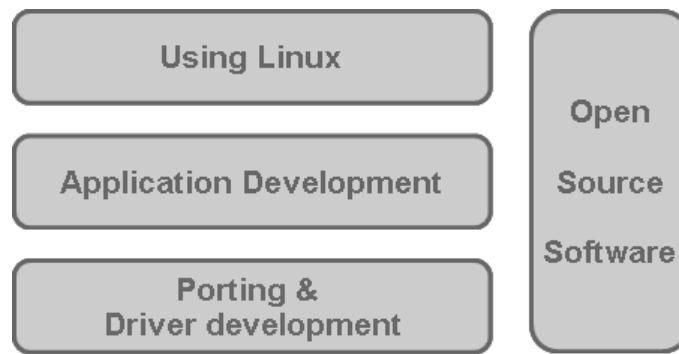 Using Linux
Application Development
Porting &
Driver development
Open
Source
Software